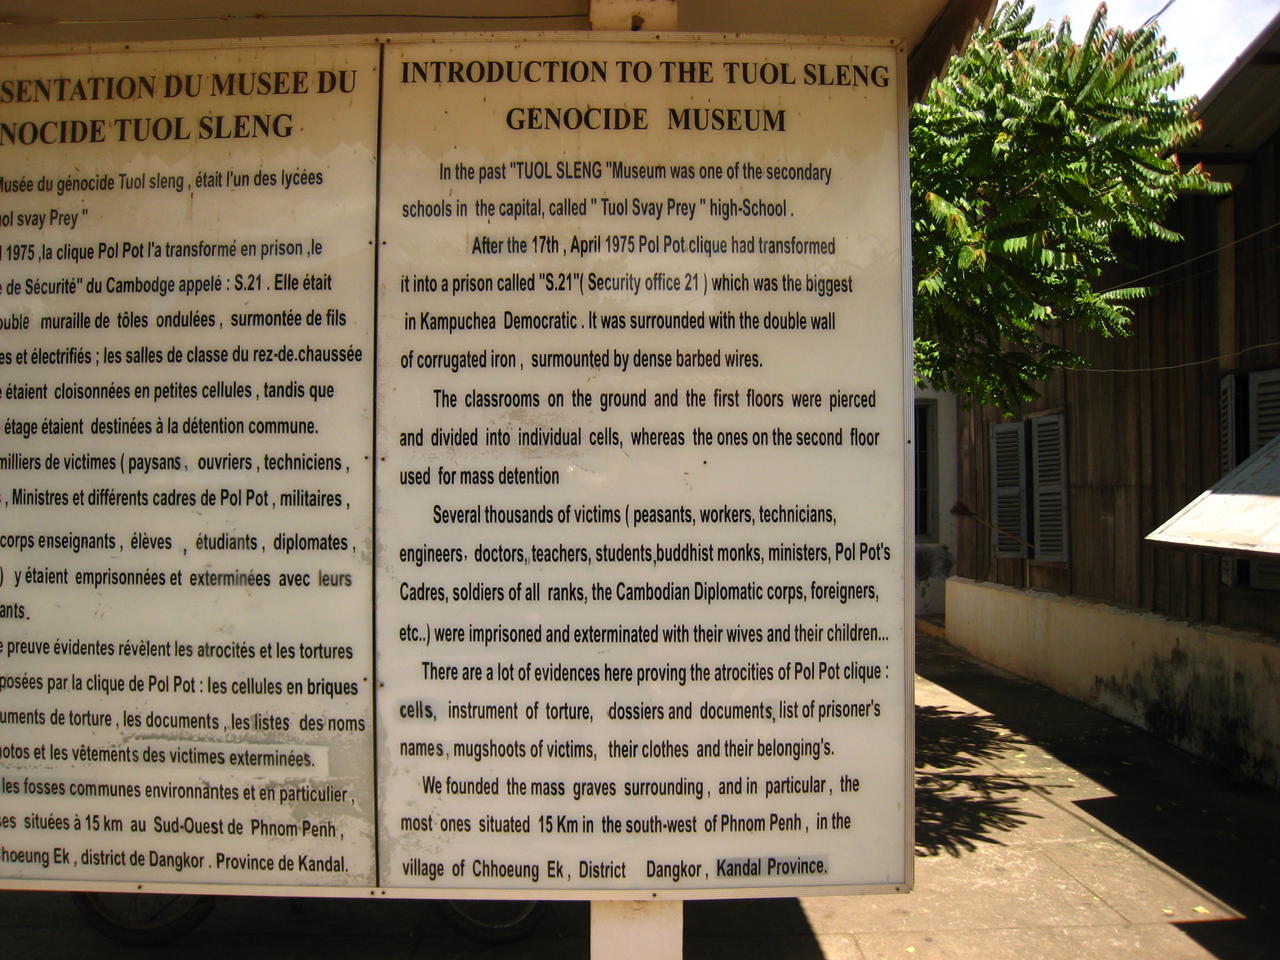 SENTATION DU MUSEE DU
NOCIDE TUOL SLENG
Musée du génocide Tuol sleng , était l'un des lycées
uol svay Prey "
1975 ,la clique Pol Pot l'a transformé en prison ,le
e de Sécurité" du Cambodge appelé : S.21 . Elle était
ouble muraille de tôles ondulées , surmontée de fils
es et électrifiés ; les salles de classe du rez-de.chaussée
étaient cloisonnées en petites cellules , tandis que
étage étaient destinées à la détention commune.
milliers de victimes ( paysans , ouvriers , techniciens ,
, Ministres et différents cadres de Pol Pot , militaires ,
corps enseignants , élèves , étudiants , diplomates ,
) y étaient emprisonnées et exterminées avec leurs
ants.
e preuve évidentes révèlent les atrocités et les tortures
posées par la clique de Pol Pot : les cellules en briques
uments de torture , les documents , les listes des noms
hotos et les vêtements des victimes exterminées.
les fosses communes environnantes et en particulier ,
ses situées à 15 km au Sud-Ouest de Phnom Penh ,
Choeung Ek , district de Dangkor . Province de Kandal.
INTRODUCTION TO THE TUOL SLENG
GENOCIDE MUSEUM
In the past "TUOL SLENG "Museum was one of the secondary
schools in the capital, called " Tuol Svay Prey " high-School .
After the 17th , April 1975 Pol Pot clique had transformed
it into a prison called "S.21"( Security office 21 ) which was the biggest
in Kampuchea Democratic . It was surrounded with the double wall
of corrugated iron , surmounted by dense barbed wires.
The classrooms on the ground and the first floors were pierced
and divided into individual cells, whereas the ones on the second floor
used for mass detention
Several thousands of victims ( peasants, workers, technicians,
engineers, doctors, teachers, students,buddhist monks, ministers, Pol Pot's
Cadres, soldiers of all ranks, the Cambodian Diplomatic corps, foreigners,
etc..) were imprisoned and exterminated with their wives and their children...
There are a lot of evidences here proving the atrocities of Pol Pot clique :
cells, instrument of torture, dossiers and documents, list of prisoner's
names, mugshoots of victims, their clothes and their belonging's.
We founded the mass graves surrounding , and in particular , the
most ones situated 15 Km in the south-west of Phnom Penh , in the
village of Chhoeung Ek , District Dangkor , Kandal Province.